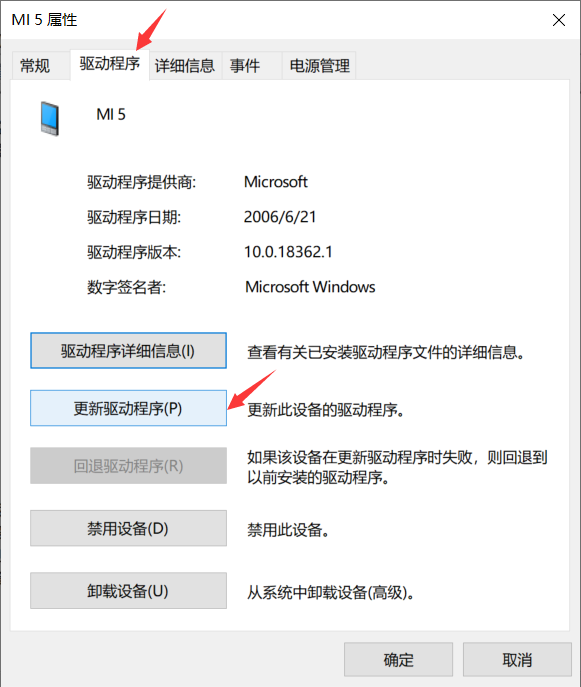 MI 5 属性
常规 驱动程序 详细信息 事件 电源管理
MI 5
驱动程序提供商: Microsoft
驱动程序日期: 2006/6/21
驱动程序版本: 10.0.18362.1
数字签名者: Microsoft Windows
驱动程序详细信息(I) 查看有关已安装驱动程序文件的详细信息。
更新驱动程序(P) 更新此设备的驱动程序。
回退驱动程序(R) 如果该设备在更新驱动程序时失败，则回退到
以前安装的驱动程序。
禁用设备(D) 禁用此设备。
卸载设备(U) 从系统中卸载设备(高级)。
确定 取消